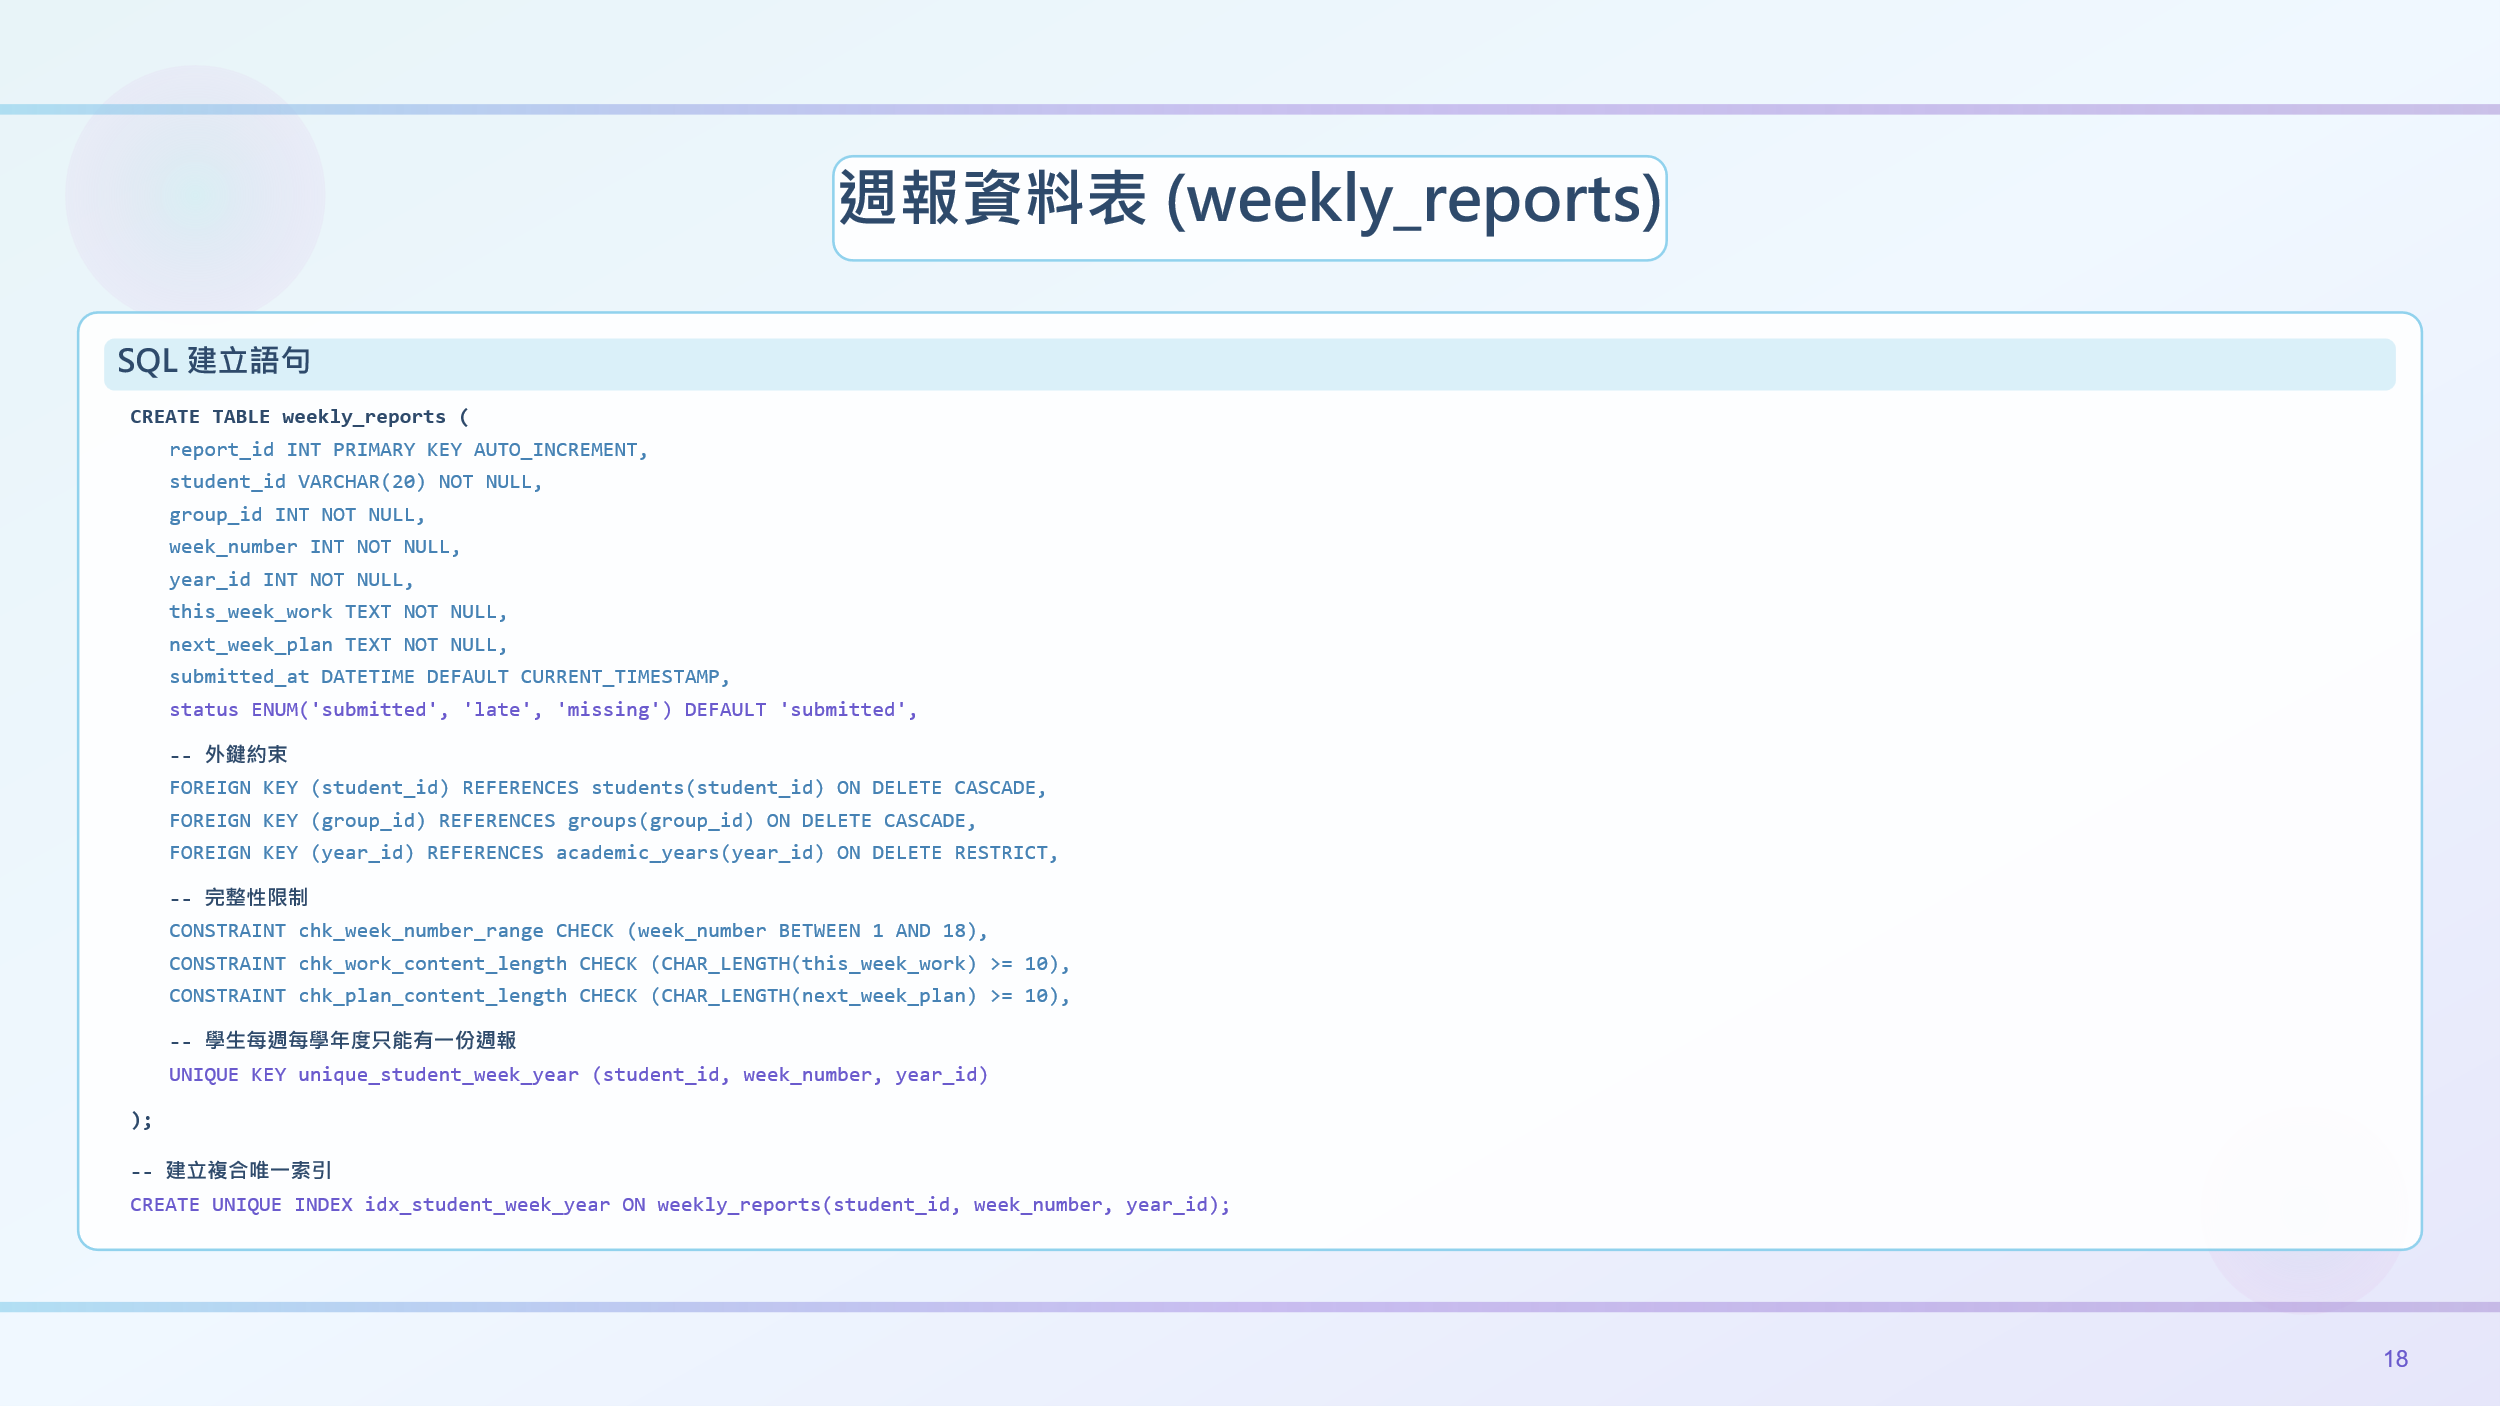 週報資料表 (weekly_reports)
SQL 建立語句
CREATE TABLE weekly_reports (
report_id INT PRIMARY KEY AUTO_INCREMENT,
student_id VARCHAR(20) NOT NULL,
group_id INT NOT NULL,
week_number INT NOT NULL,
year_id INT NOT NULL,
this_week_work TEXT NOT NULL,
next_week_plan TEXT NOT NULL,
submitted_at DATETIME DEFAULT CURRENT_TIMESTAMP,
status ENUM('submitted', 'late', 'missing') DEFAULT 'submitted',
-- 外鍵約束
FOREIGN KEY (student_id) REFERENCES students(student_id) ON DELETE CASCADE,
FOREIGN KEY (group_id) REFERENCES groups(group_id) ON DELETE CASCADE,
FOREIGN KEY (year_id) REFERENCES academic_years(year_id) ON DELETE RESTRICT,
-- 完整性限制
CONSTRAINT chk_week_number_range CHECK (week_number BETWEEN 1 AND 18),
CONSTRAINT chk_work_content_length CHECK (CHAR_LENGTH(this_week_work) >= 10),
CONSTRAINT chk_plan_content_length CHECK (CHAR_LENGTH(next_week_plan) >= 10),
-- 學生每週每學年度只能有一份週報
UNIQUE KEY unique_student_week_year (student_id, week_number, year_id)
);
-- 建立複合唯一索引
CREATE UNIQUE INDEX idx_student_week_year ON weekly_reports(student_id, week_number, year_id);
18